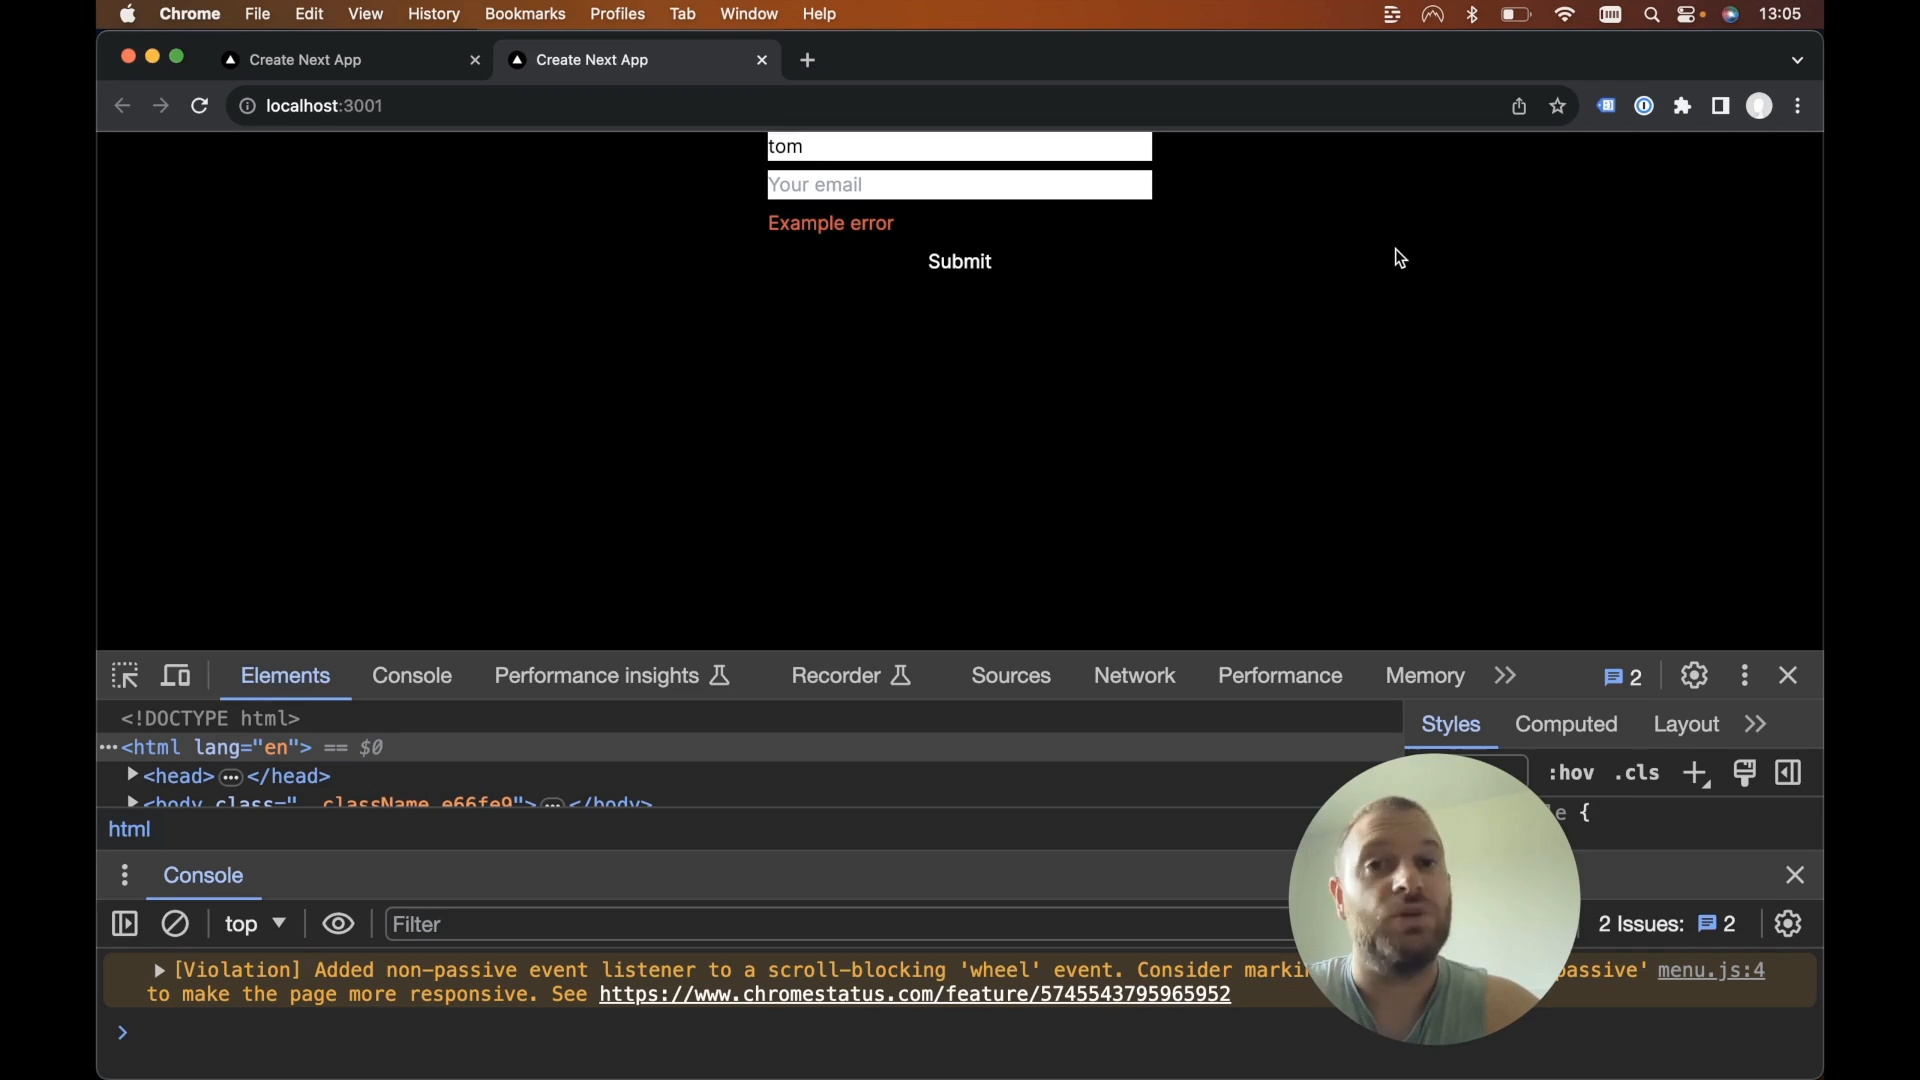 Chrome File Edit View History Bookmarks Profiles Tab Window Help 13:05
Create Next App Create Next App
localhost:3001
tom
Your email
Example error
Submit
Elements Console Performance insights Recorder Sources Network Performance Memory 2
<!DOCTYPE html>
<html lang="en"> == $0
Styles Computed Layout
<head> </head>
:hov .cls
<body class="__className_e66fe9"> </body>
e {
html
Console
top Filter 2 Issues: 2
[Violation] Added non-passive event listener to a scroll-blocking 'wheel' event. Consider passive' menu.js:4
to make the page more responsive. See https://www.chromestatus.com/feature/5745543795965952